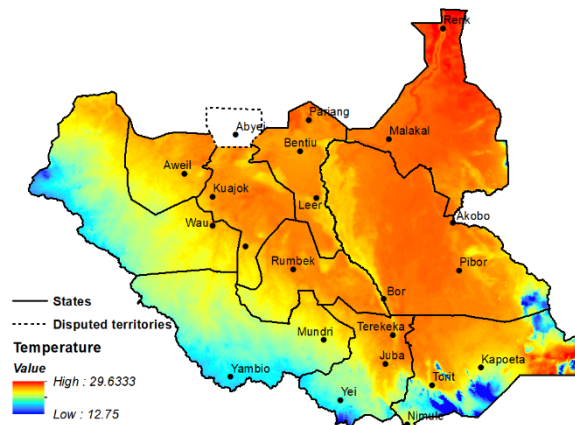 Renk
Pariang
Abyei
Malakal
Bentiu
Aweil
Kuajok
Leer
Akobo
Wau
Rumbek
Pibor
Bor
States
Disputed territories
Terekeka
Mundri
Temperature
Juba
Kapoeta
Value
Yambio
Torit
High : 29.6333
Yei
Low : 12.75
Nimule